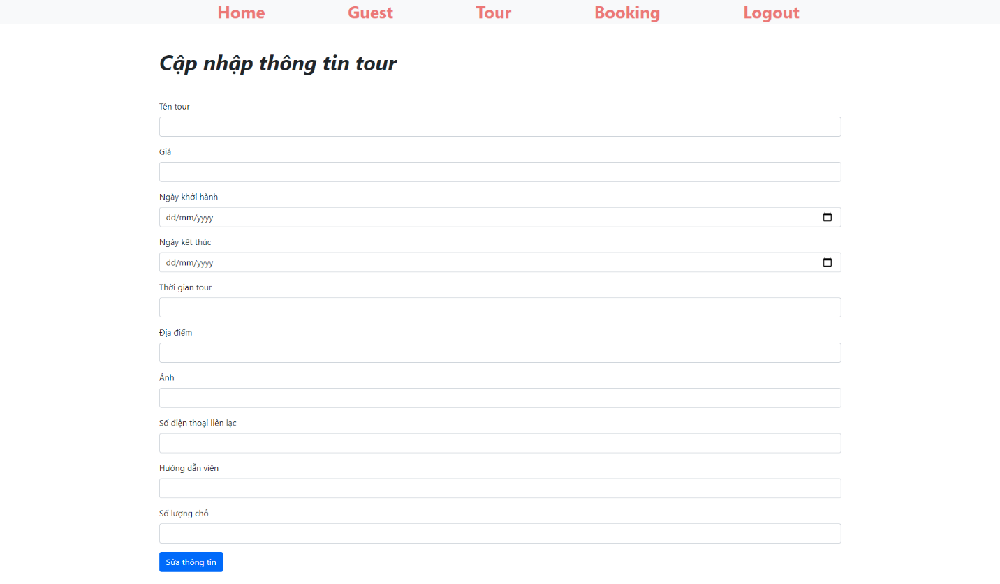 Home Guest Tour Booking Logout
Cập nhập thông tin tour
Tên tour
Giá
Ngày khởi hành
dd/mm/yyyy
Ngày kết thúc
dd/mm/yyyy
Thời gian tour
Địa điểm
Ảnh
Số điện thoại liên lạc
Hướng dẫn viên
Số lượng chỗ
Sửa thông tin